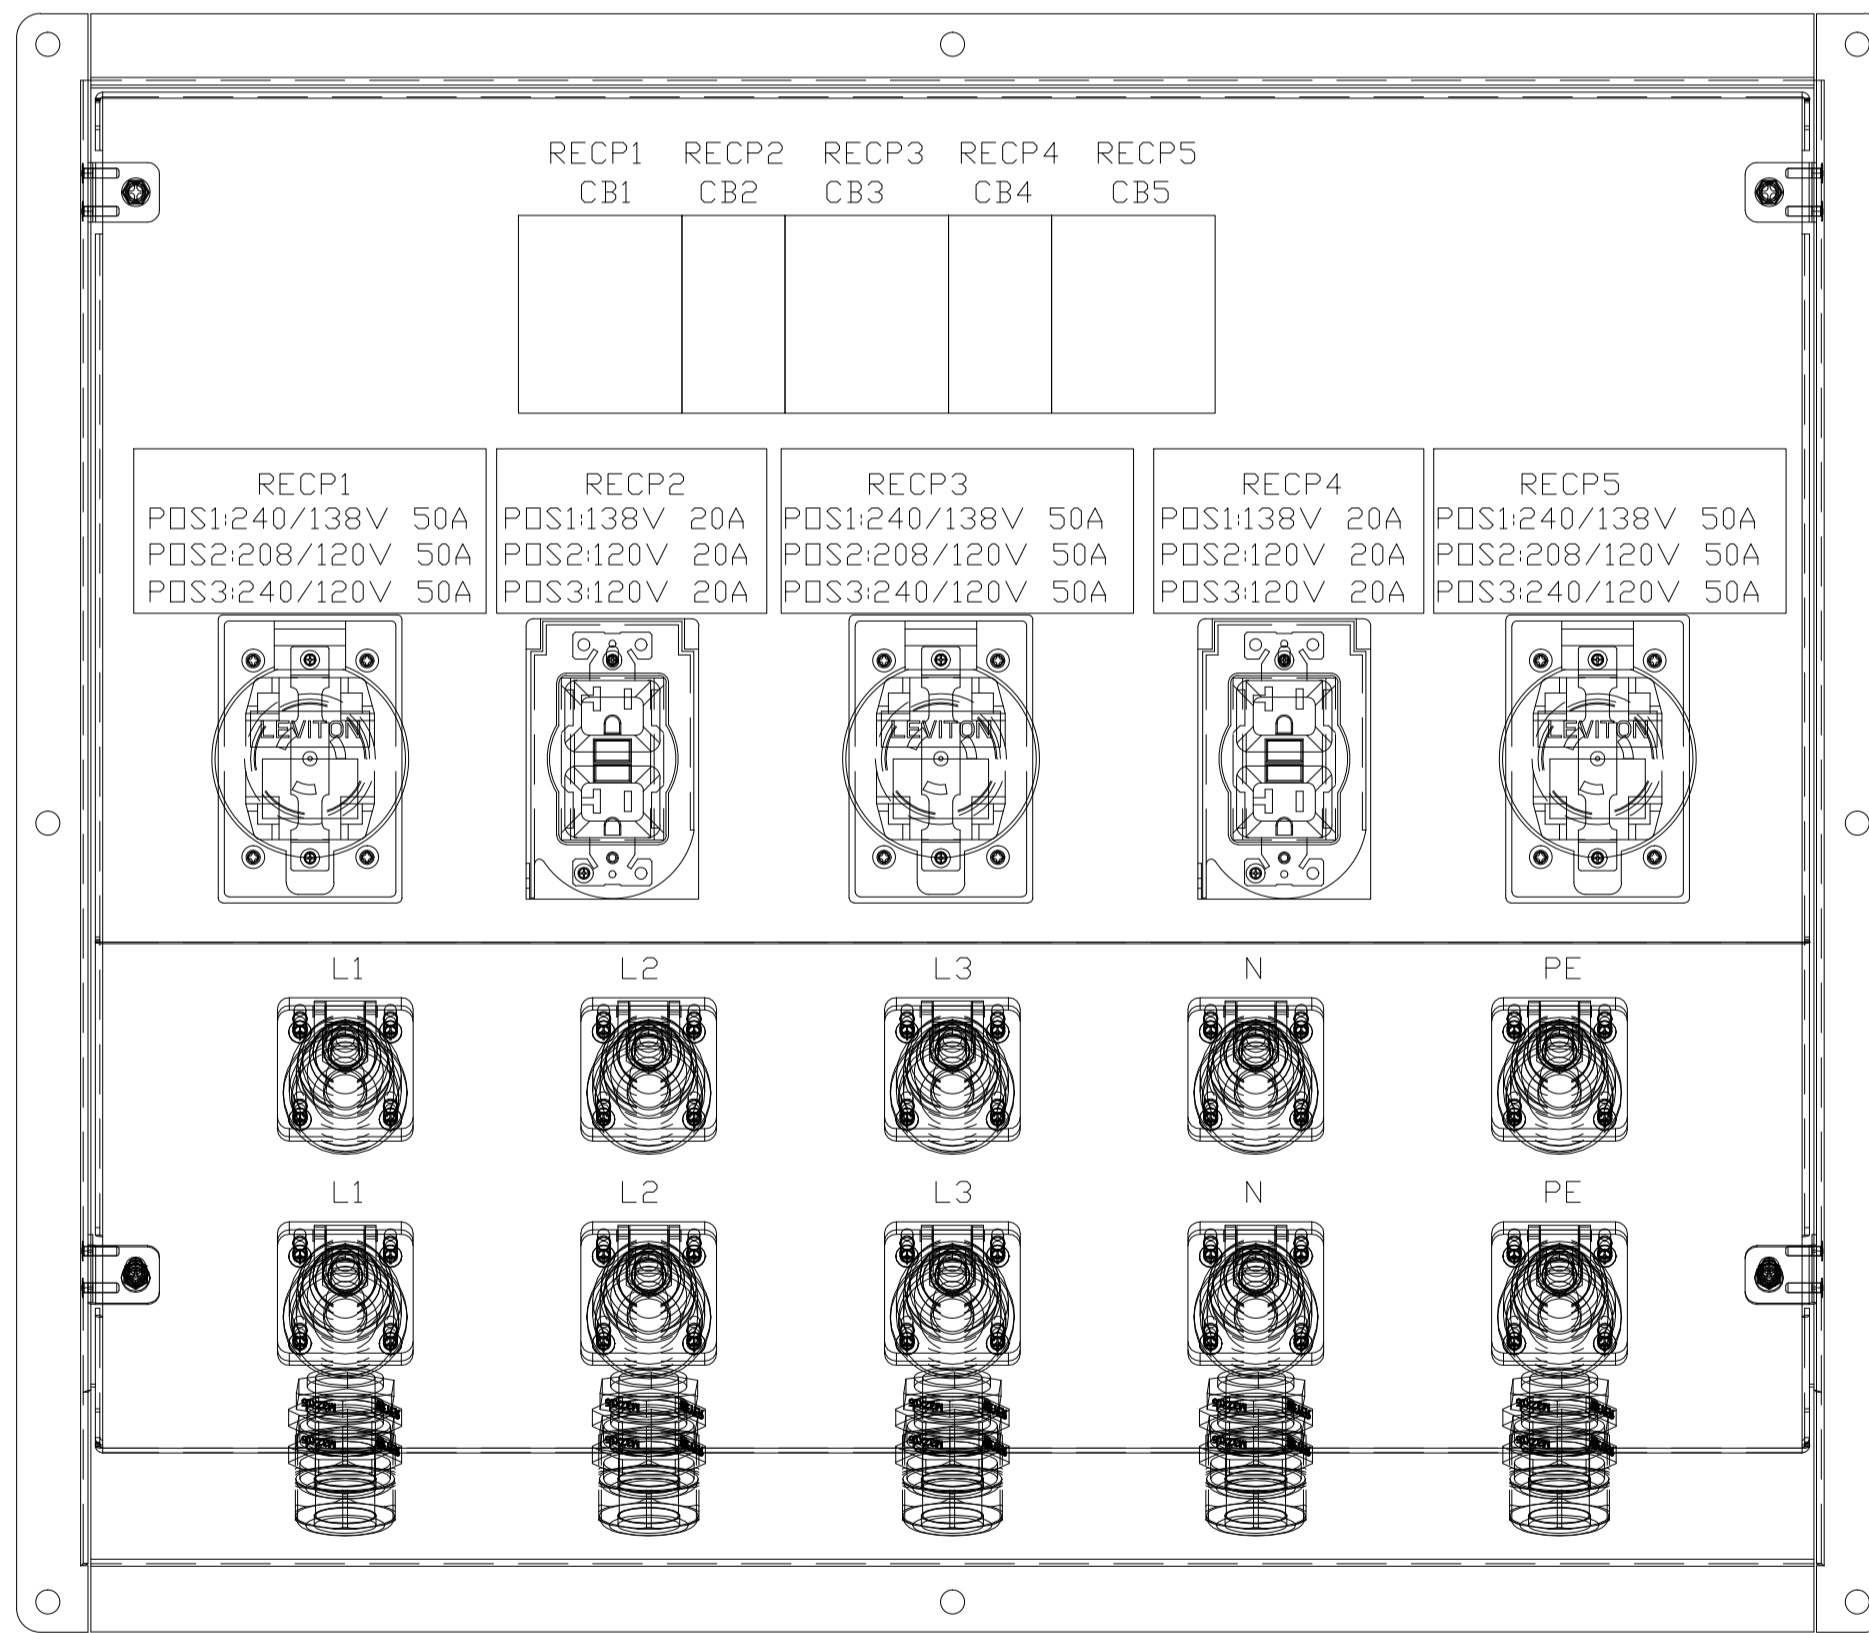 RECP1 RECP2 RECP3 RECP4 RECP5
CB1 CB2 CB3 CB4 CB5
RECP1
POS1:240/138V 50A
POS2:208/120V 50A
POS3:240/120V 50A
RECP2
POS1:138V 20A
POS2:120V 20A
POS3:120V 20A
RECP3
POS1:240/138V 50A
POS2:208/120V 50A
POS3:240/120V 50A
RECP4
POS1:138V 20A
POS2:120V 20A
POS3:120V 20A
RECP5
POS1:240/138V 50A
POS2:208/120V 50A
POS3:240/120V 50A
LEVITON LEVITON LEVITON
L1 L2 L3 N PE
L1 L2 L3 N PE